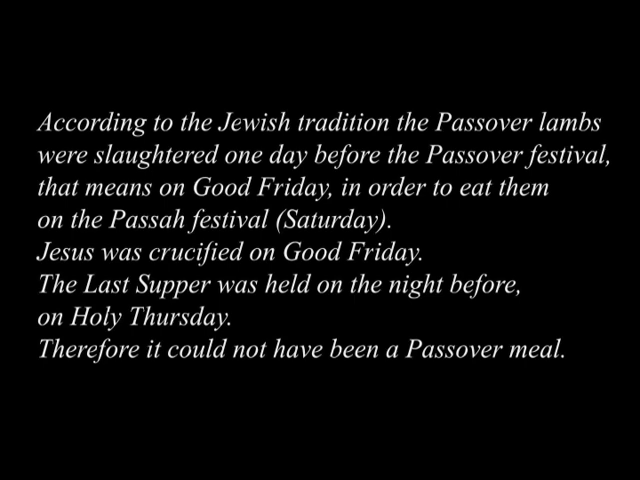 According to the Jewish tradition the Passover lambs
were slaughtered one day before the Passover festival,
that means on Good Friday, in order to eat them
on the Passah festival (Saturday).
Jesus was crucified on Good Friday.
The Last Supper was held on the night before,
on Holy Thursday.
Therefore it could not have been a Passover meal.